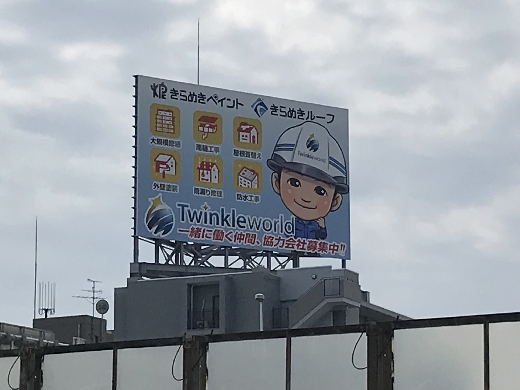 きらめきペイント きらめきルーフ
大規模修繕 高級工事 屋根葺替え
外壁塗装 雨漏り修理 防水工事
Twinkleworld
Twinkleworld
一緒に働く仲間、協力会社募集中!!